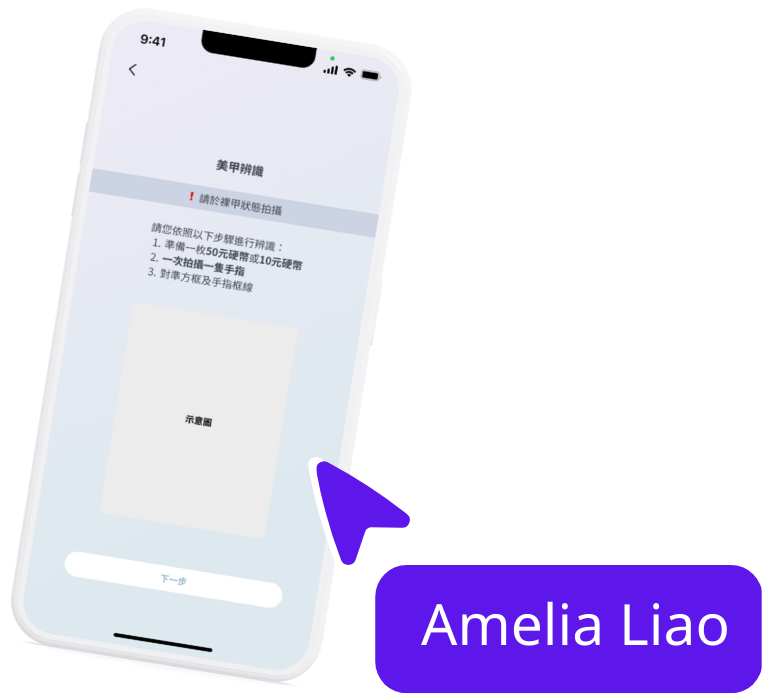 9:41
美甲辨識
❗ 請於裸甲狀態拍攝
請您依照以下步驟進行辨識：
1. 準備一枚50元硬幣或10元硬幣
2. 一次拍攝一隻手指
3. 對準方框及手指框線
示意圖
下一步
Amelia Liao